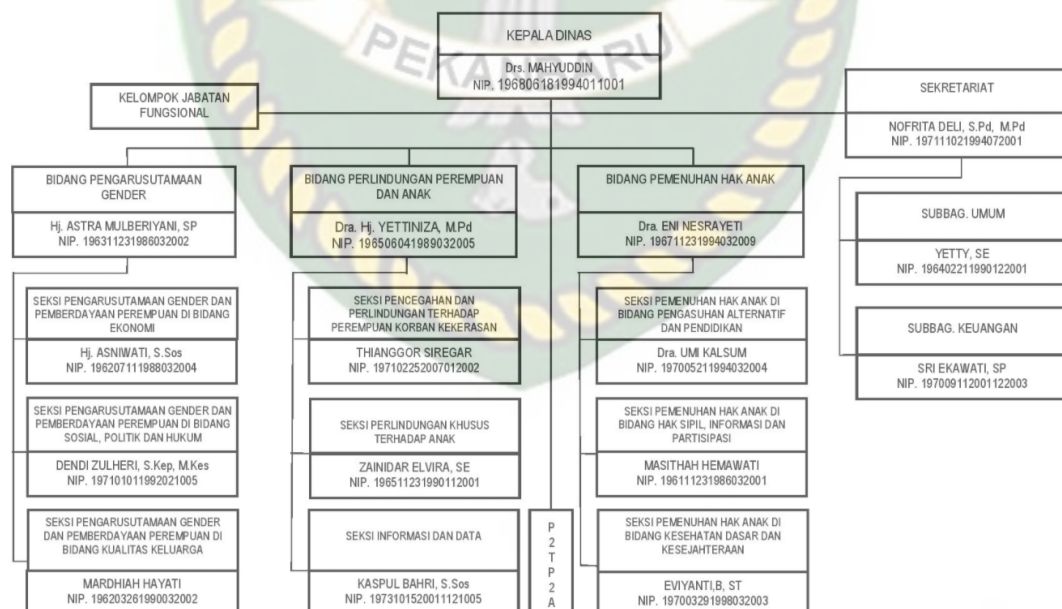 PEKANBARU
KEPALA DINAS
Drs. MAHYUDDIN
NIP. 196806181994011001
KELOMPOK JABATAN
FUNGSIONAL
SEKRETARIAT
NOFRITA DELI, S.Pd, M.Pd
NIP. 197111021994072001
SUBBAG. UMUM
YETTY, SE
NIP. 196402211990122001
SUBBAG. KEUANGAN
SRI EKAWATI, SP
NIP. 197009112001122003
BIDANG PENGARUSUTAMAAN
GENDER
Hj. ASTRA MULBERIYANI, SP
NIP. 196311231986032002
SEKSI PENGARUSUTAMAAN GENDER DAN
PEMBERDAYAAN PEREMPUAN DI BIDANG
EKONOMI
Hj. ASNIWATI, S.Sos
NIP. 196207111988032004
SEKSI PENGARUSUTAMAAN GENDER DAN
PEMBERDAYAAN PEREMPUAN DI BIDANG
SOSIAL, POLITIK DAN HUKUM
DENDI ZULHERI, S.Kep, M.Kes
NIP. 197101011992021005
SEKSI PENGARUSUTAMAAN GENDER
DAN PEMBERDAYAAN PEREMPUAN DI
BIDANG KUALITAS KELUARGA
MARDHIAH HAYATI
NIP. 196203261990032002
BIDANG PERLINDUNGAN PEREMPUAN
DAN ANAK
Dra. Hj. YETTINIZA, M.Pd
NIP. 196506041989032005
SEKSI PENCEGAHAN DAN
PERLINDUNGAN TERHADAP
PEREMPUAN KORBAN KEKERASAN
THIANGGOR SIREGAR
NIP. 197102252007012002
SEKSI PERLINDUNGAN KHUSUS
TERHADAP ANAK
ZAINIDAR ELVIRA, SE
NIP. 196511231990112001
SEKSI INFORMASI DAN DATA
KASPUL BAHRI, S.Sos
NIP. 1973101520011121005
P
2
T
P
2
A
BIDANG PEMENUHAN HAK ANAK
Dra. ENI NESRAYETI
NIP. 196711231994032009
SEKSI PEMENUHAN HAK ANAK DI
BIDANG PENGASUHAN ALTERNATIF
DAN PENDIDIKAN
Dra. UMI KALSUM
NIP. 197005211994032004
SEKSI PEMENUHAN HAK ANAK DI
BIDANG HAK SIPIL, INFORMASI DAN
PARTISIPASI
MASITHAH HEMAWATI
NIP. 196111231986032001
SEKSI PEMENUHAN HAK ANAK DI
BIDANG KESEHATAN DASAR DAN
KESEJAHTERAAN
EVIYANTI,B, ST
NIP. 197003291998032003